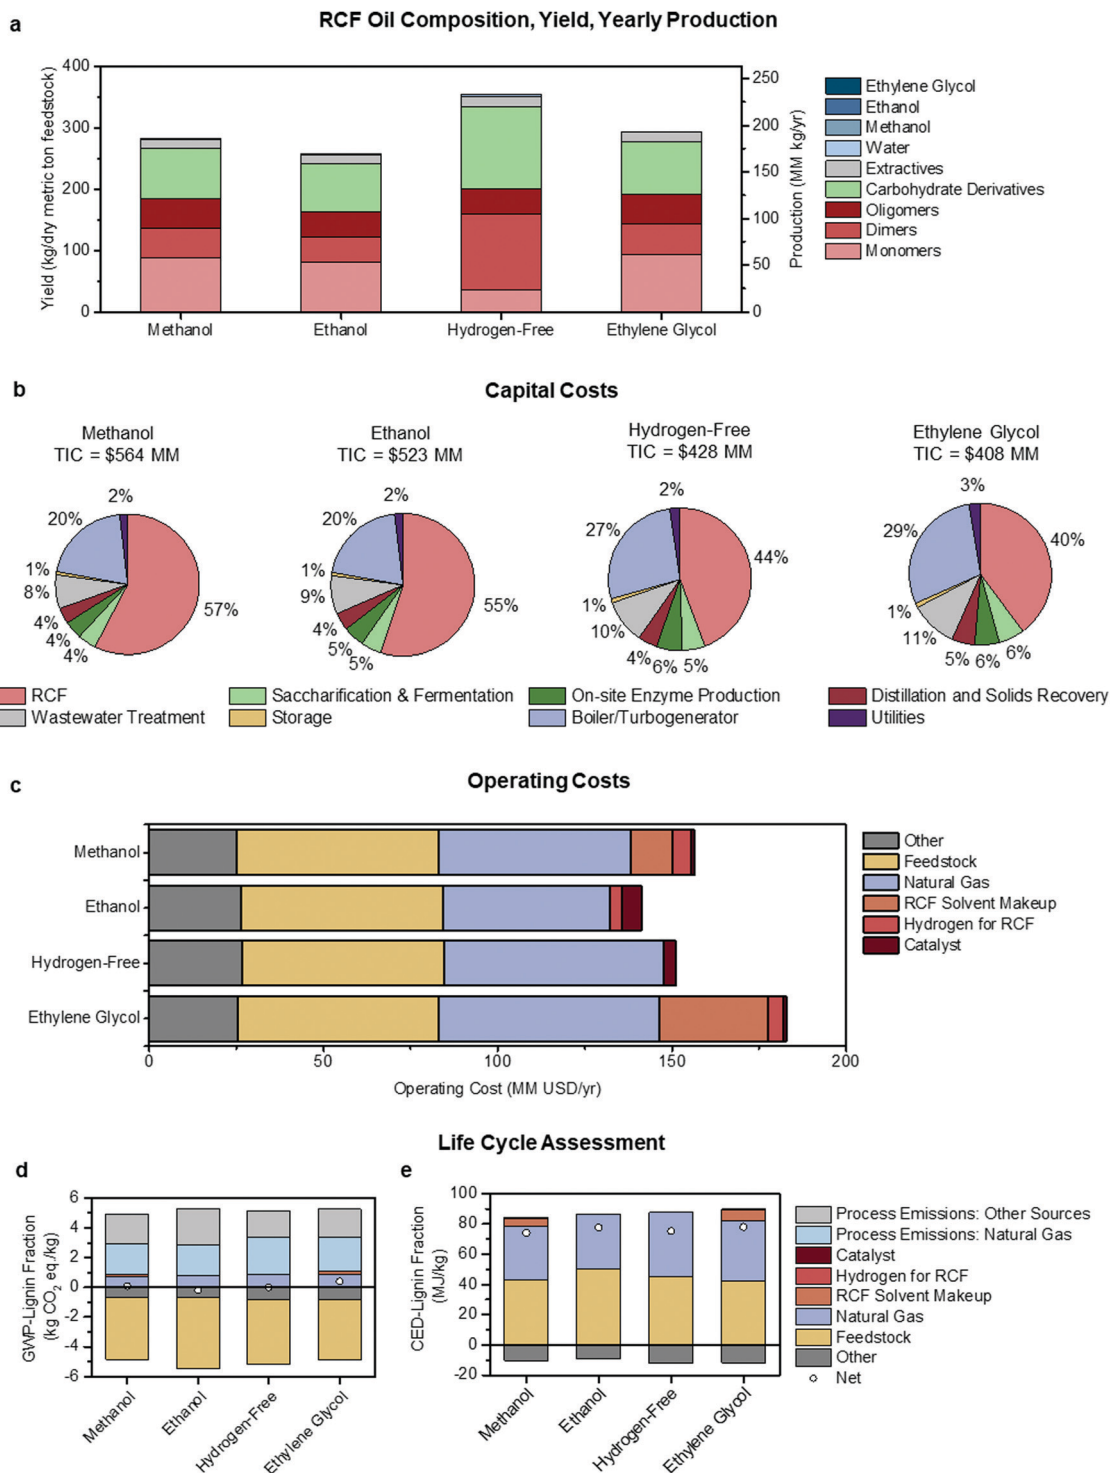 a
RCF Oil Composition, Yield, Yearly Production
Yield (kg/dry metric ton feedstock)
400
300
200
100
0
Methanol
Ethanol
Hydrogen-Free
Ethylene Glycol
250
200
150
100
50
0
Production (MM kg/yr)
Ethylene Glycol
Ethanol
Methanol
Water
Extractives
Carbohydrate Derivatives
Oligomers
Dimers
Monomers
b
Capital Costs
Methanol
TIC = $564 MM
2%
20%
1%
8%
4%
4%
4%
57%
Ethanol
TIC = $523 MM
2%
20%
1%
9%
4%
5%
5%
55%
Hydrogen-Free
TIC = $428 MM
2%
27%
1%
10%
4%
6%
5%
44%
Ethylene Glycol
TIC = $408 MM
3%
29%
1%
11%
5%
6%
6%
40%
RCF
Saccharification & Fermentation
On-site Enzyme Production
Distillation and Solids Recovery
Wastewater Treatment
Storage
Boiler/Turbogenerator
Utilities
c
Operating Costs
Methanol
Ethanol
Hydrogen-Free
Ethylene Glycol
0
50
100
150
200
Operating Cost (MM USD/yr)
Other
Feedstock
Natural Gas
RCF Solvent Makeup
Hydrogen for RCF
Catalyst
Life Cycle Assessment
d
GWP-Lignin Fraction
(kg CO2 eq./kg)
6
4
2
0
-2
-4
-6
Methanol
Ethanol
Hydrogen-Free
Ethylene Glycol
e
CED-Lignin Fraction
(MJ/kg)
100
80
60
40
20
0
-20
Methanol
Ethanol
Hydrogen-Free
Ethylene Glycol
Process Emissions: Other Sources
Process Emissions: Natural Gas
Catalyst
Hydrogen for RCF
RCF Solvent Makeup
Natural Gas
Feedstock
Other
Net